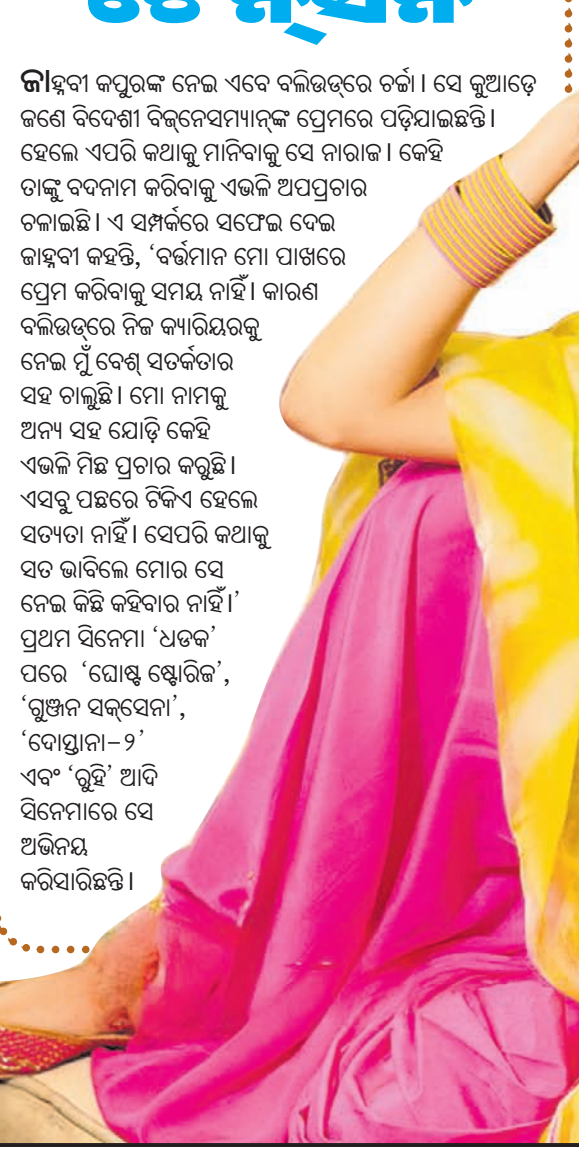 ଜାହ୍ନବୀ କପୁରଙ୍କ ନେଇ ଏବେ ବଲିଉଡ୍‌ରେ ଚର୍ଚ୍ଚା । ସେ କୁଆଡ଼େ
ଜଣେ ବିଦେଶୀ ବିଜ୍‌ନେସମ୍ୟାନ୍‌ଙ୍କ ପ୍ରେମରେ ପଡ଼ିଯାଇଛନ୍ତି ।
ହେଲେ ଏପରି କଥାକୁ ମାନିବାକୁ ସେ ନାରାଜ । କେହି
ତାଙ୍କୁ ବଦନାମ କରିବାକୁ ଏଭଳି ଅପପ୍ରଚାର
ଚଳାଇଛି । ଏ ସମ୍ପର୍କରେ ସଫେଇ ଦେଇ
ଜାହ୍ନବୀ କହନ୍ତି, ‘ବର୍ତ୍ତମାନ ମୋ ପାଖରେ
ପ୍ରେମ କରିବାକୁ ସମୟ ନାହିଁ । କାରଣ
ବଲିଉଡ୍‌ରେ ନିଜ କ୍ୟାରିୟରକୁ
ନେଇ ମୁଁ ବେଶ୍ ସତର୍କତାର
ସହ ଚାଲୁଛି । ମୋ ନାମକୁ
ଅନ୍ୟ ସହ ଯୋଡ଼ି କେହି
ଏଭଳି ମିଛ ପ୍ରଚାର କରୁଛି ।
ଏସବୁ ପଛରେ ଟିକିଏ ହେଲେ
ସତ୍ୟତା ନାହିଁ । ସେପରି କଥାକୁ
ସତ ଭାବିଲେ ମୋର ସେ
ନେଇ କିଛି କହିବାର ନାହିଁ ।’
ପ୍ରଥମ ସିନେମା ‘ଧଡକ’
ପରେ ‘ଘୋଷ୍ଟ ଷ୍ଟୋରିଜ’,
‘ଗୁଞ୍ଜନ ସକ୍‌ସେନା’,
‘ଦୋସ୍ତାନା–୨’
ଏବଂ ‘ରୁହି’ ଆଦି
ସିନେମାରେ ସେ
ଅଭିନୟ
କରିସାରିଛନ୍ତି ।